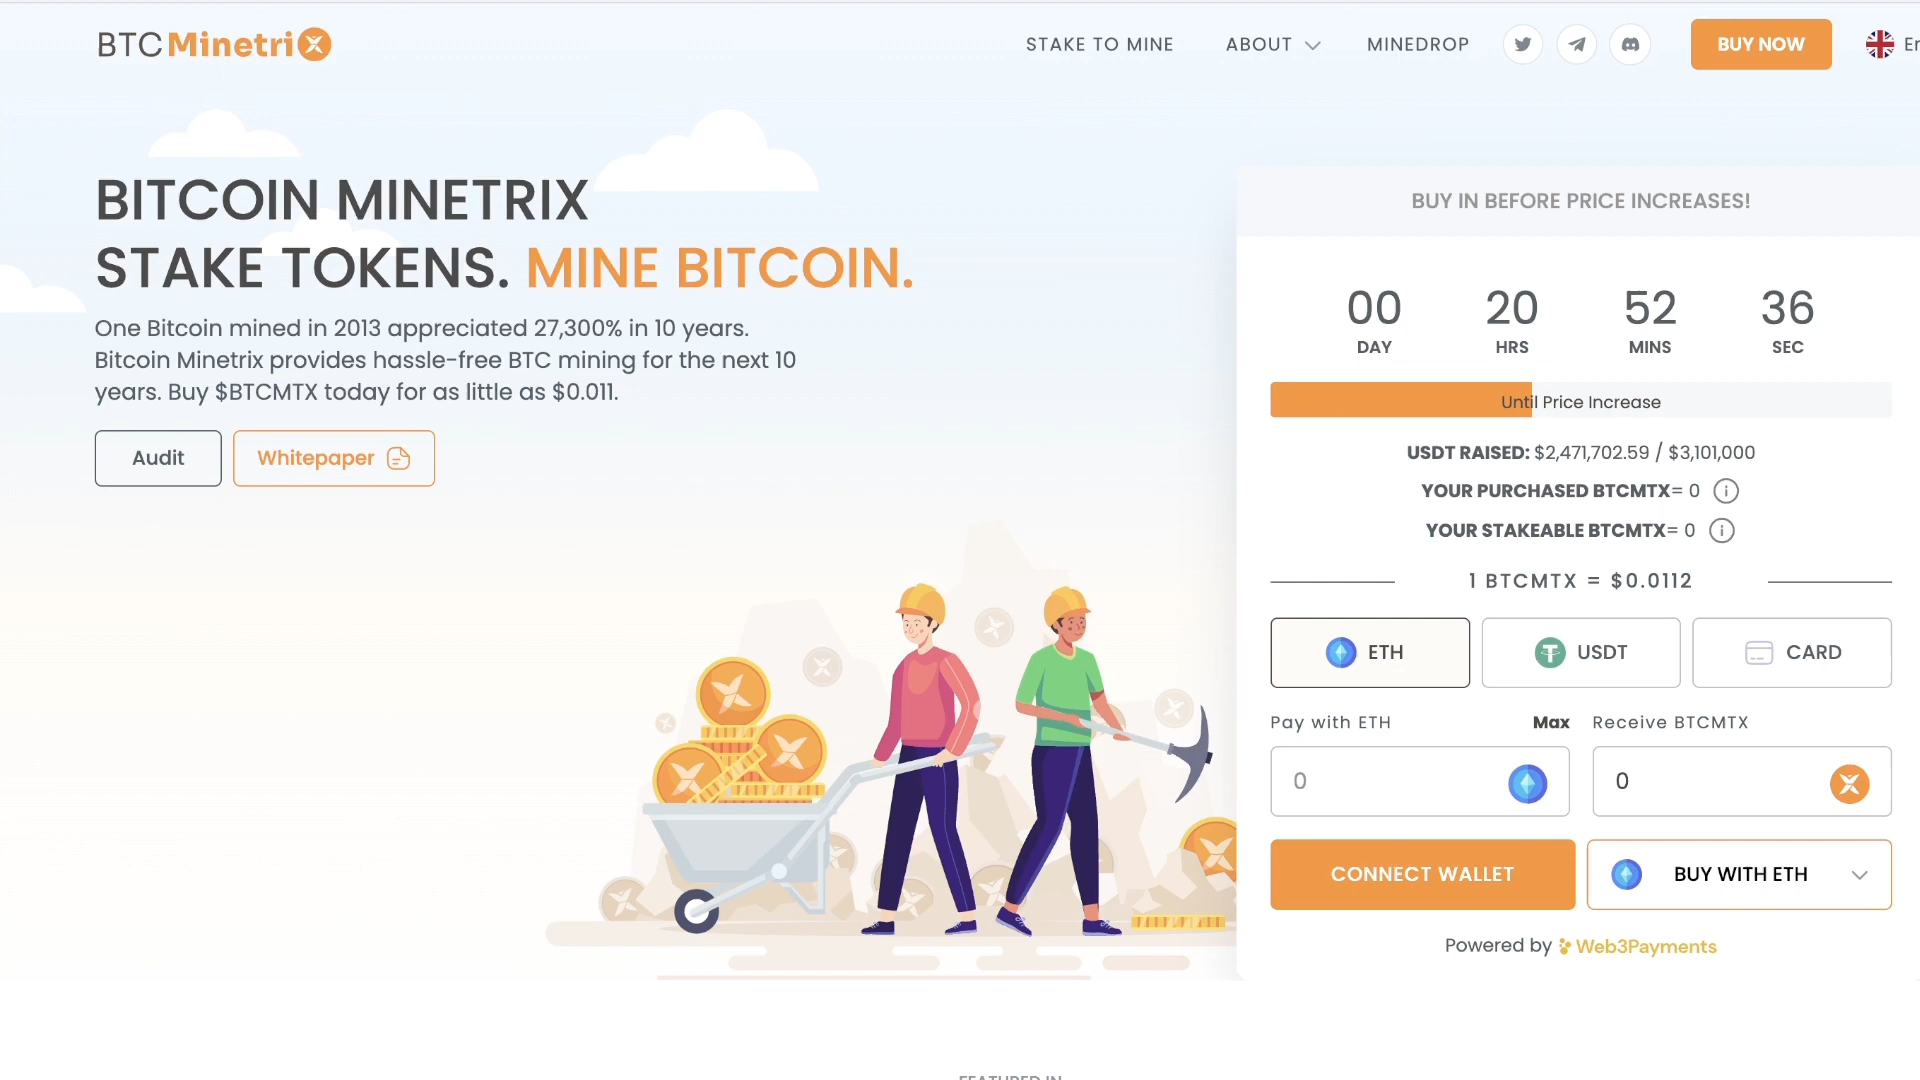 BTC Minetrix
STAKE TO MINE
ABOUT
MINEDROP
BUY NOW
BITCOIN MINETRIX
STAKE TOKENS. MINE BITCOIN.
One Bitcoin mined in 2013 appreciated 27,300% in 10 years.
Bitcoin Minetrix provides hassle-free BTC mining for the next 10
years. Buy $BTCMTX today for as little as $0.011.
Audit
Whitepaper
BUY IN BEFORE PRICE INCREASES!
00 20 52 36
DAY HRS MINS SEC
Until Price Increase
USDT RAISED: $2,471,702.59 / $3,101,000
YOUR PURCHASED BTCMTX= 0
YOUR STAKEABLE BTCMTX= 0
1 BTCMTX = $0.0112
ETH
USDT
CARD
Pay with ETH Max
Receive BTCMTX
0
0
CONNECT WALLET
BUY WITH ETH
Powered by Web3Payments